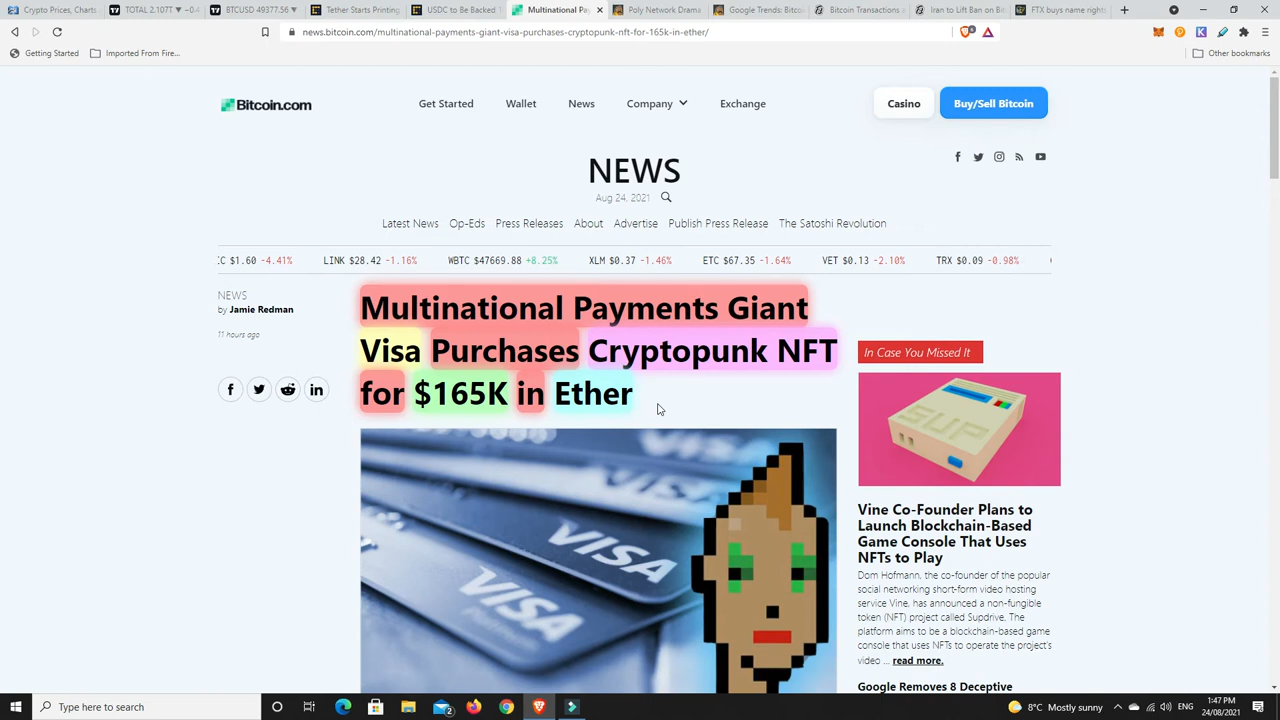 Crypto Prices, Charts
TOTAL 2.107T ▼ −0.4
BTCUSD 49377.56 ▼
Tether Starts Printing
USDC to Be Backed
Multinational Pay
Poly Network Drama
Google Trends: Bitco
Bitcoin Transactions
Iran to Lift Ban on Bi
FTX buys name rights
news.bitcoin.com/multinational-payments-giant-visa-purchases-cryptopunk-nft-for-165k-in-ether/
Getting Started
Imported From Fire...
Other bookmarks
Bitcoin.com
Get Started
Wallet
News
Company
Exchange
Casino
Buy/Sell Bitcoin
NEWS
Aug 24, 2021
Latest News
Op-Eds
Press Releases
About
Advertise
Publish Press Release
The Satoshi Revolution
C $1.60 -4.41%
LINK $28.42 -1.16%
WBTC $47669.88 +8.25%
XLM $0.37 -1.46%
ETC $67.35 -1.64%
VET $0.13 -2.10%
TRX $0.09 -0.98%
NEWS
by Jamie Redman
11 hours ago
Multinational Payments Giant
Visa Purchases Cryptopunk NFT
for $165K in Ether
VISA
VISA
In Case You Missed It
SUP
Vine Co-Founder Plans to
Launch Blockchain-Based
Game Console That Uses
NFTs to Play
Dom Hofmann, the co-founder of the popular
social networking short-form video hosting
service Vine, has announced a non-fungible
token (NFT) project called Supdrive. The
platform aims to be a blockchain-based game
console that uses NFTs to operate the project's
video ... read more.
Google Removes 8 Deceptive
Type here to search
2
8°C Mostly sunny
ENG
1:47 PM
24/08/2021